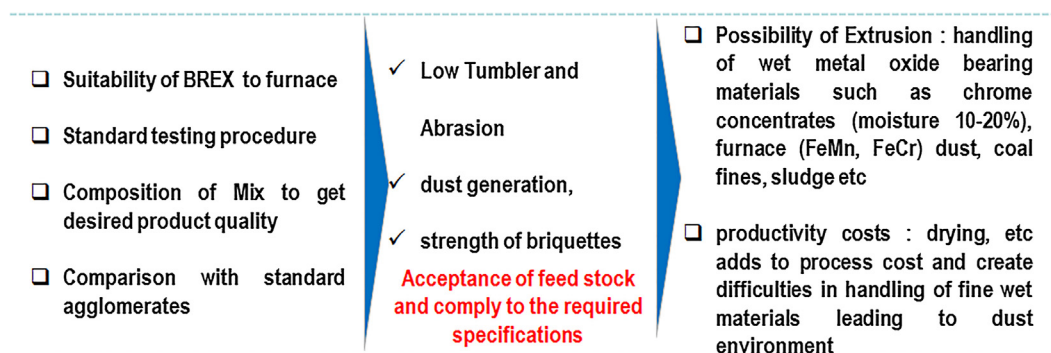 ❑ Suitability of BREX to furnace
❑ Standard testing procedure
❑ Composition of Mix to get
desired product quality
❑ Comparison with standard
agglomerates
✓ Low Tumbler and
Abrasion
✓ dust generation,
✓ strength of briquettes
Acceptance of feed stock
and comply to the required
specifications
❑ Possibility of Extrusion : handling
of wet metal oxide bearing
materials such as chrome
concentrates (moisture 10-20%),
furnace (FeMn, FeCr) dust, coal
fines, sludge etc
❑ productivity costs : drying, etc
adds to process cost and create
difficulties in handling of fine wet
materials leading to dust
environment